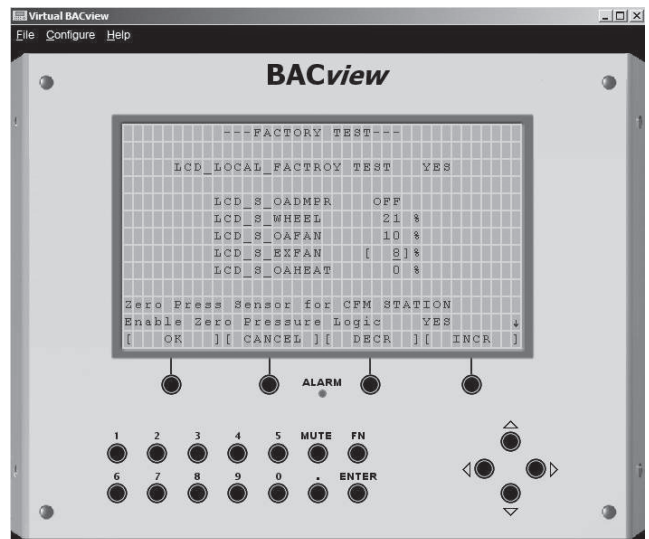 Virtual BACview
File Configure Help
BACview
---FACTORY TEST---
LCD_LOCAL_FACTROY TEST YES
LCD_S_OADMPR OFF
LCD_S_WHEEL 21 %
LCD_S_OAFAN 10 %
LCD_S_EXFAN [ 8]%
LCD_S_OAHEAT 0 %
Zero Press Sensor for CFM STATION
Enable Zero Pressure Logic YES ↓
[ OK ][ CANCEL ][ DECR ][ INCR ]
ALARM
1 2 3 4 5 MUTE FN
6 7 8 9 0 . ENTER